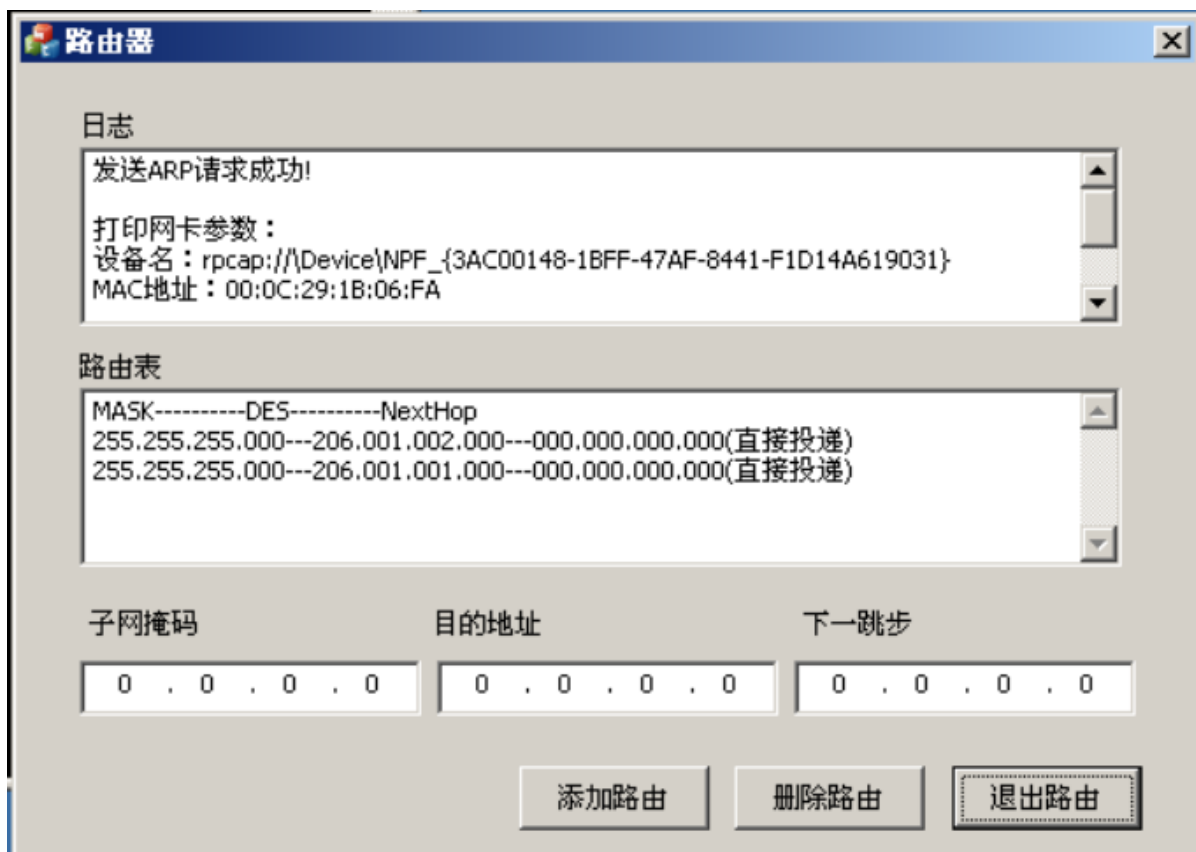 路由器
日志
发送ARP请求成功!
打印网卡参数：
设备名：rpcap://\Device\NPF_{3AC00148-1BFF-47AF-8441-F1D14A619031}
MAC地址：00:0C:29:1B:06:FA
路由表
MASK----------DES----------NextHop
255.255.255.000---206.001.002.000---000.000.000.000(直接投递)
255.255.255.000---206.001.001.000---000.000.000.000(直接投递)
子网掩码 目的地址 下一跳步
0 . 0 . 0 . 0 0 . 0 . 0 . 0 0 . 0 . 0 . 0
添加路由 删除路由 退出路由